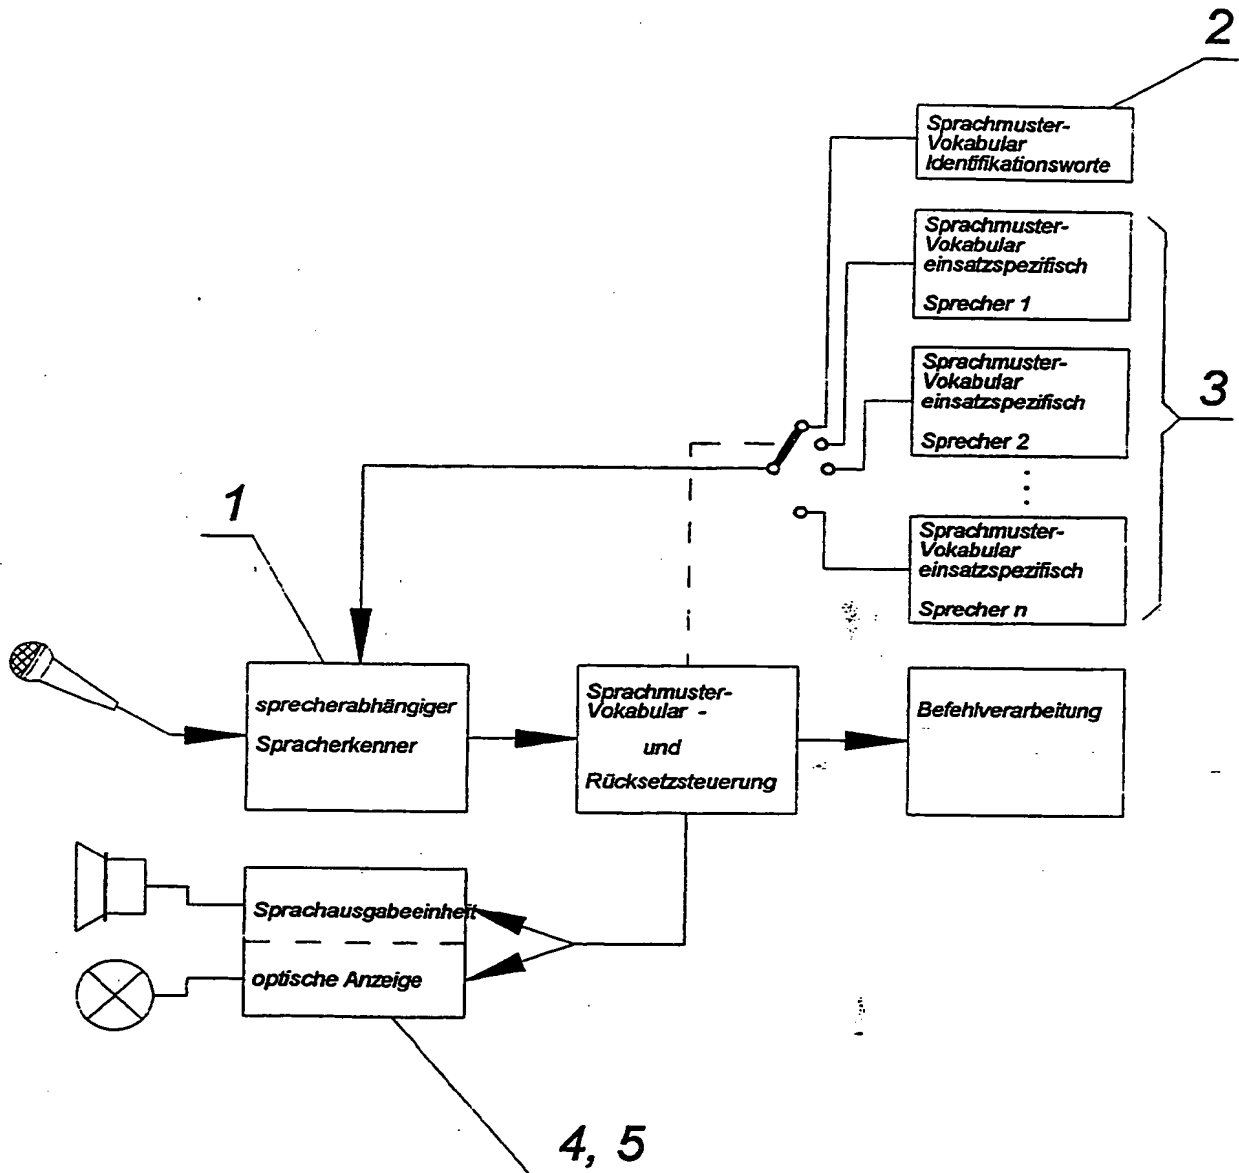 2
Sprachmuster-
Vokabular
Identifikationsworte
Sprachmuster-
Vokabular
einsatzspezifisch
Sprecher 1
Sprachmuster-
Vokabular
einsatzspezifisch
Sprecher 2
3
Sprachmuster-
Vokabular
einsatzspezifisch
Sprecher n
1
sprecherabhängiger
Spracherkenner
Sprachmuster-
Vokabular -
und
Rücksetzsteuerung
Befehlverarbeitung
Sprachausgabeeinheit
optische Anzeige
4, 5